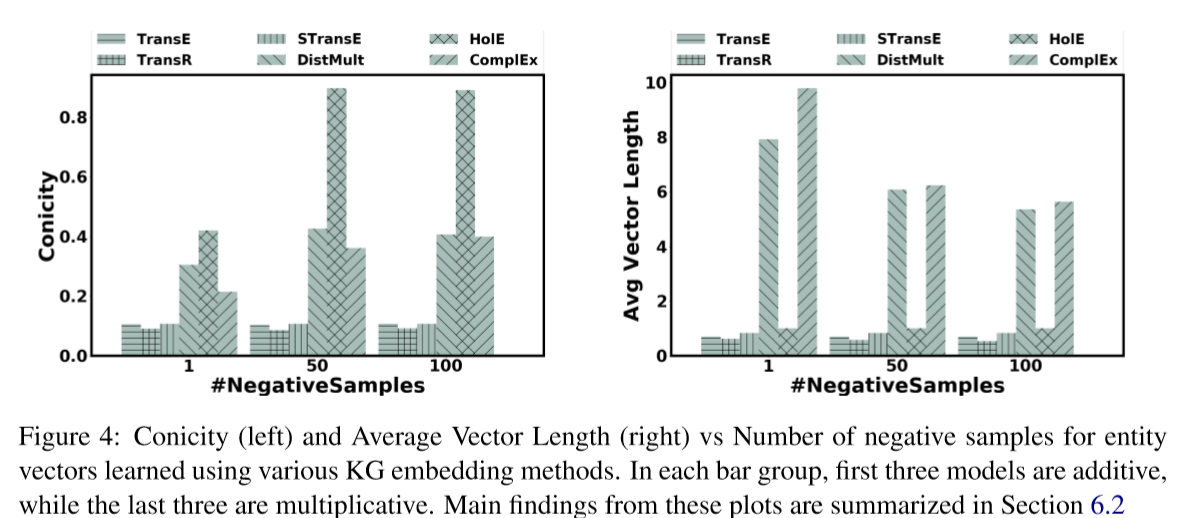 TransE STransE HolE
TransR DistMult ComplEx
Conicity
0.8
0.6
0.4
0.2
0.0
1 50 100
#NegativeSamples
TransE STransE HolE
TransR DistMult ComplEx
Avg Vector Length
10
8
6
4
2
0
1 50 100
#NegativeSamples
Figure 4: Conicity (left) and Average Vector Length (right) vs Number of negative samples for entity
vectors learned using various KG embedding methods. In each bar group, first three models are additive,
while the last three are multiplicative. Main findings from these plots are summarized in Section 6.2